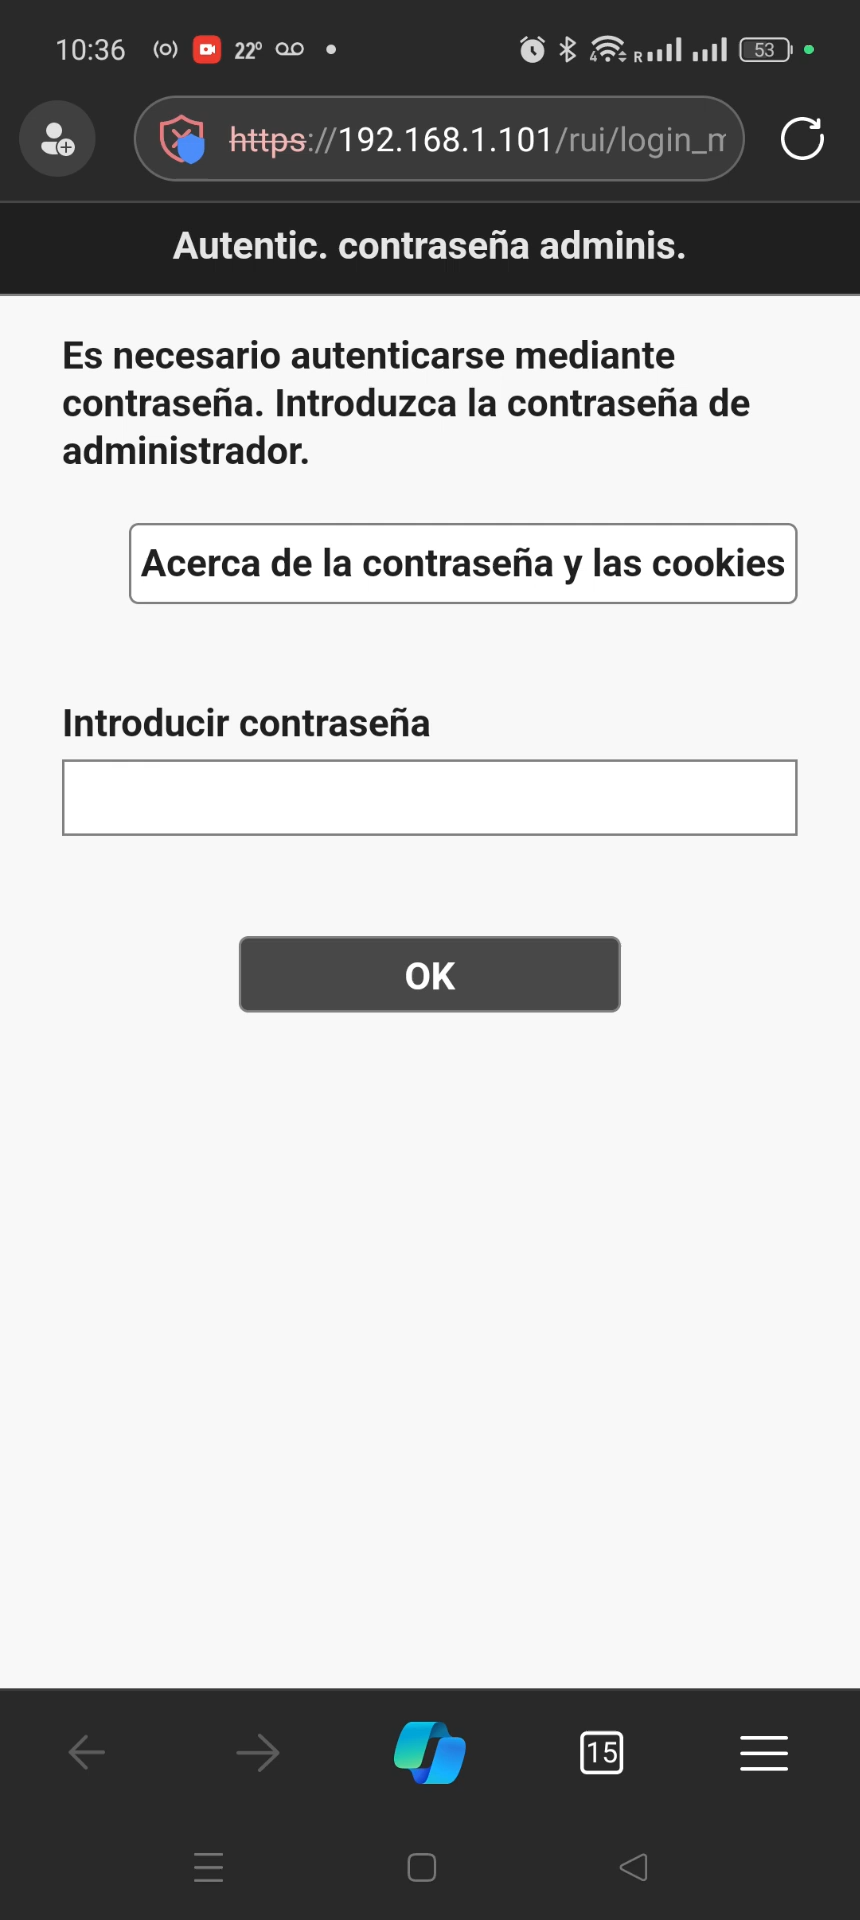 10:36 22° R 53
https://192.168.1.101/rui/login_m
Autentic. contraseña adminis.
Es necesario autenticarse mediante
contraseña. Introduzca la contraseña de
administrador.
Acerca de la contraseña y las cookies
Introducir contraseña
OK
15